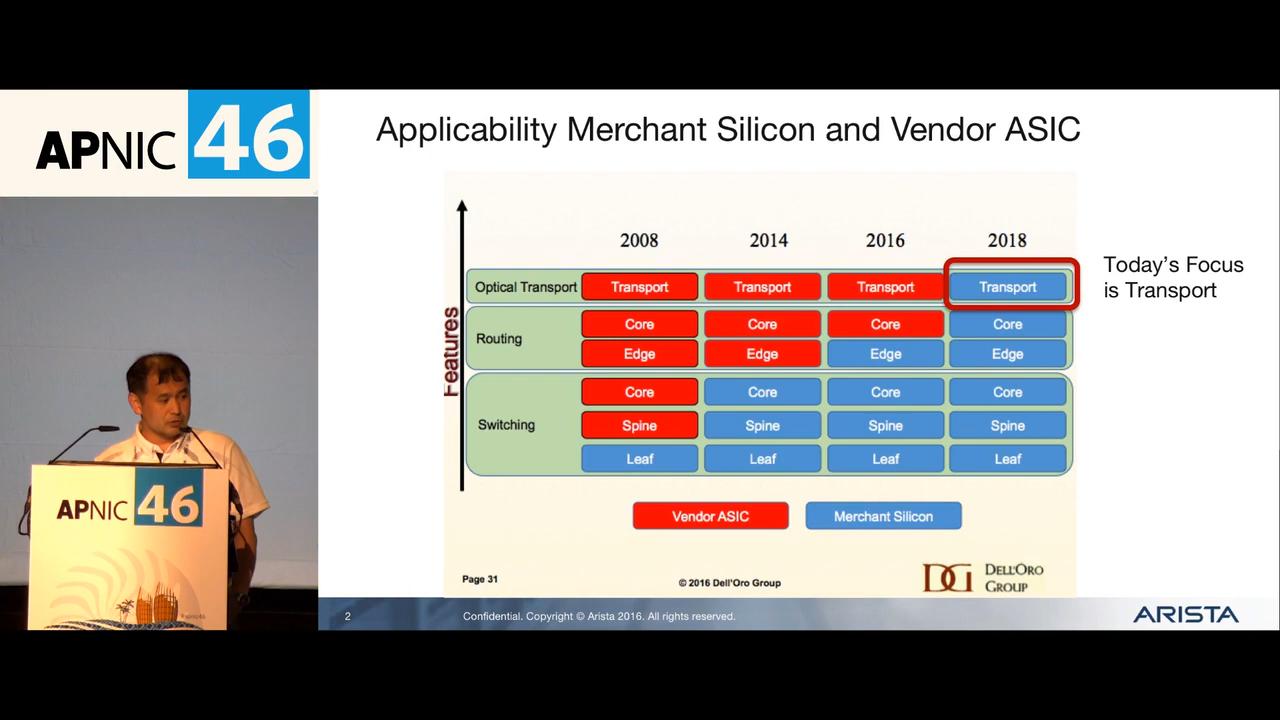 APNIC 46
Applicability Merchant Silicon and Vendor ASIC
2008 2014 2016 2018
Optical Transport Transport Transport Transport Transport
Today's Focus
is Transport
Features
Routing
Core Core Core Core
Edge Edge Edge Edge
Switching
Core Core Core Core
Spine Spine Spine Spine
Leaf Leaf Leaf Leaf
Vendor ASIC Merchant Silicon
Page 31
© 2016 Dell'Oro Group
DG DELL'ORO
GROUP
2
Confidential. Copyright © Arista 2016. All rights reserved.
ARISTA
APNIC 46